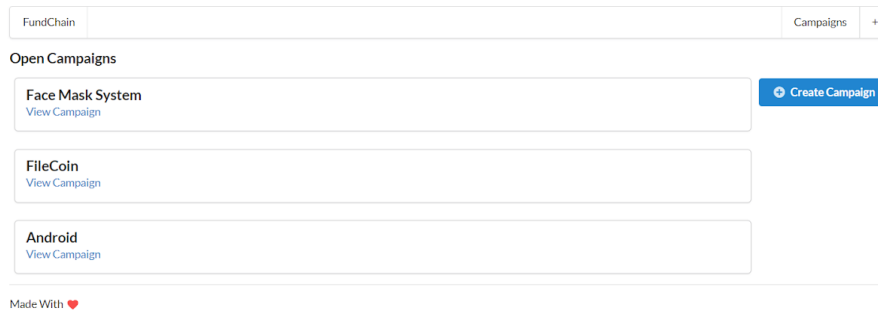 FundChain Campaigns +
Open Campaigns
Face Mask System
View Campaign
Create Campaign
FileCoin
View Campaign
Android
View Campaign
Made With ❤